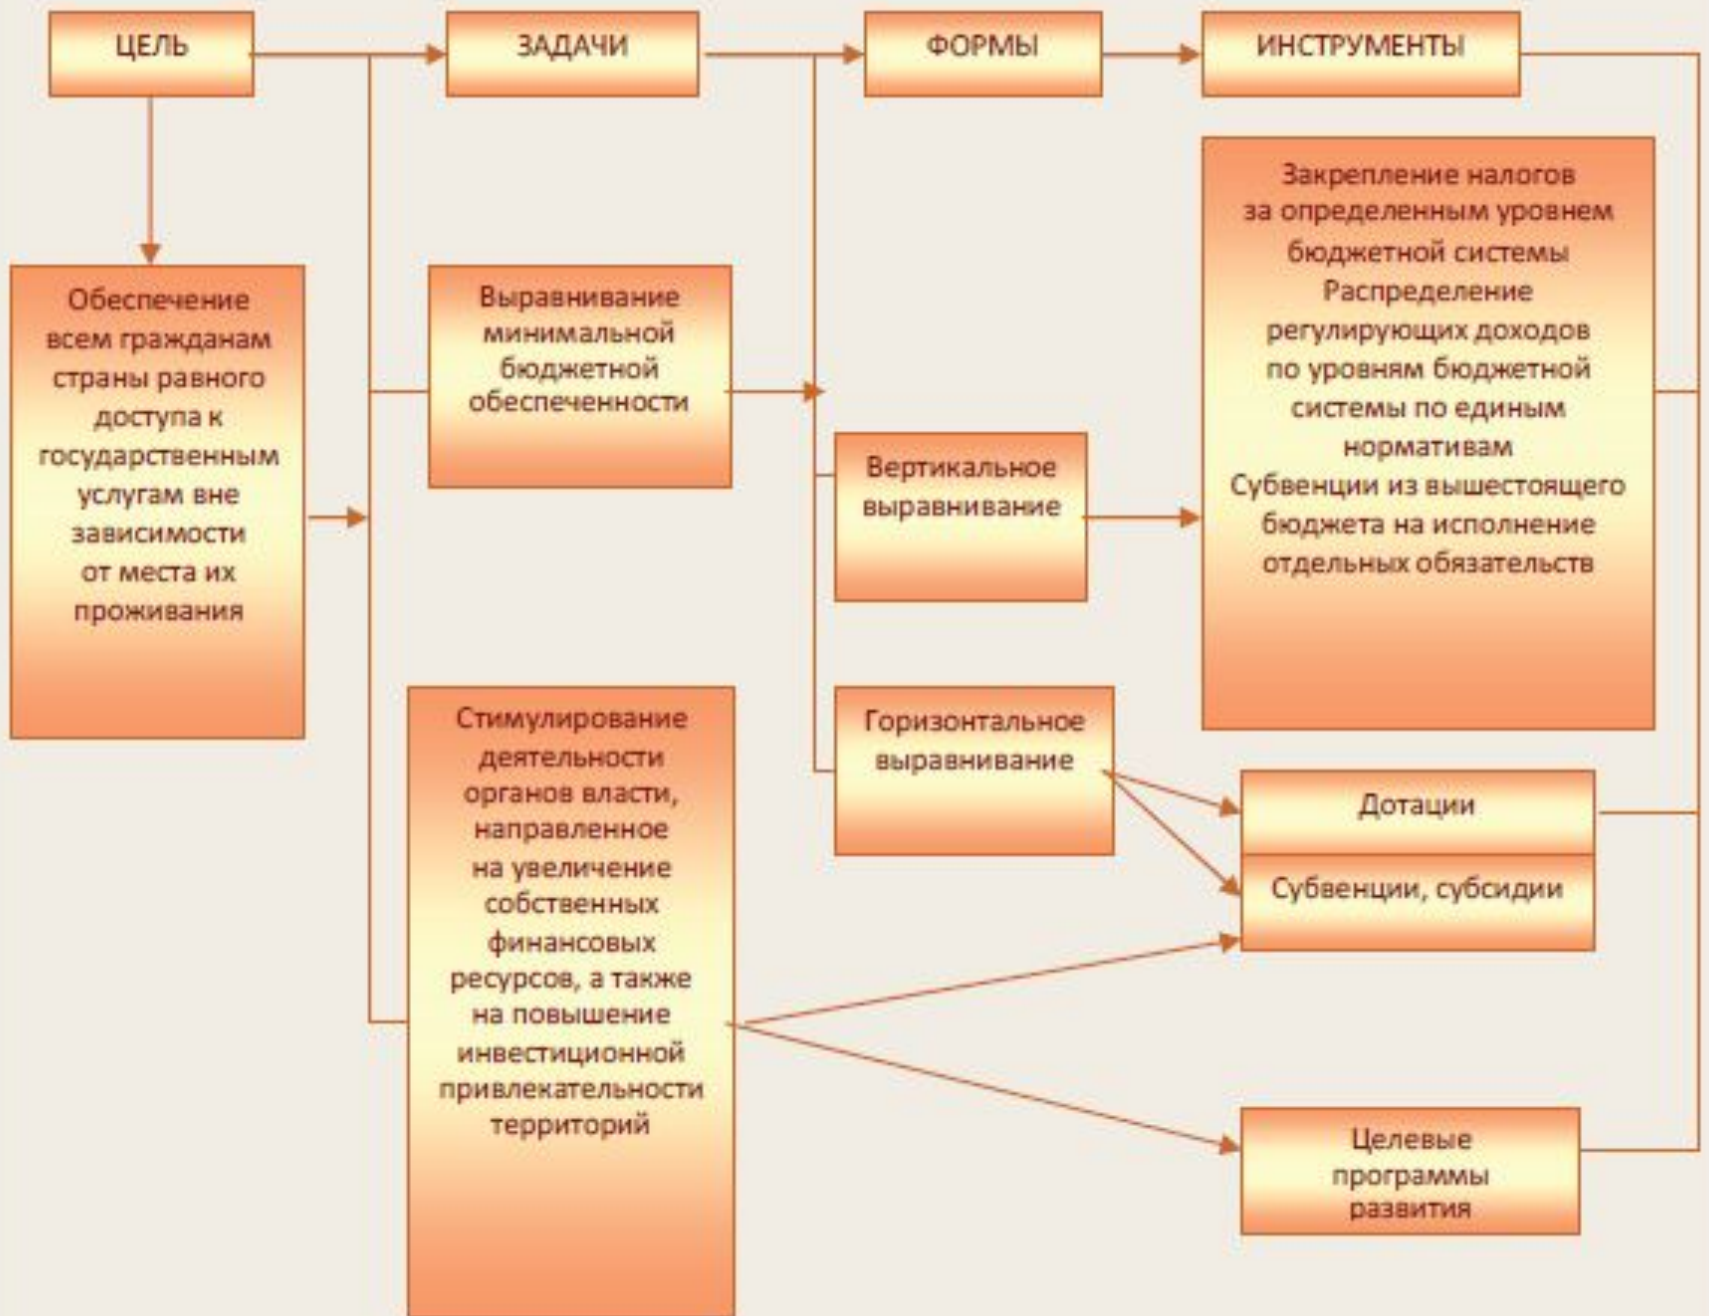 ЦЕЛЬ
ЗАДАЧИ
ФОРМЫ
ИНСТРУМЕНТЫ
Обеспечение
всем гражданам
страны равного
доступа к
государственным
услугам вне
зависимости
от места их
проживания
Выравнивание
минимальной
бюджетной
обеспеченности
Стимулирование
деятельности
органов власти,
направленное
на увеличение
собственных
финансовых
ресурсов, а также
на повышение
инвестиционной
привлекательности
территорий
Вертикальное
выравнивание
Горизонтальное
выравнивание
Закрепление налогов
за определенным уровнем
бюджетной системы
Распределение
регулирующих доходов
по уровням бюджетной
системы по единым
нормативам
Субвенции из вышестоящего
бюджета на исполнение
отдельных обязательств
Дотации
Субвенции, субсидии
Целевые
программы
развития